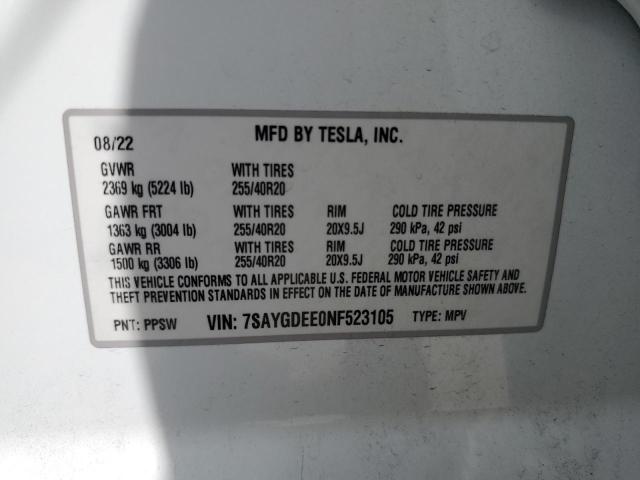 08/22 MFD BY TESLA, INC.
GVWR WITH TIRES
2369 kg (5224 lb) 255/40R20
GAWR FRT WITH TIRES RIM COLD TIRE PRESSURE
1363 kg (3004 lb) 255/40R20 20X9.5J 290 kPa, 42 psi
GAWR RR WITH TIRES RIM COLD TIRE PRESSURE
1500 kg (3306 lb) 255/40R20 20X9.5J 290 kPa, 42 psi
THIS VEHICLE CONFORMS TO ALL APPLICABLE U.S. FEDERAL MOTOR VEHICLE SAFETY AND
THEFT PREVENTION STANDARDS IN EFFECT ON THE DATE OF MANUFACTURE SHOWN ABOVE.
PNT: PPSW VIN: 7SAYGDEE0NF523105 TYPE: MPV